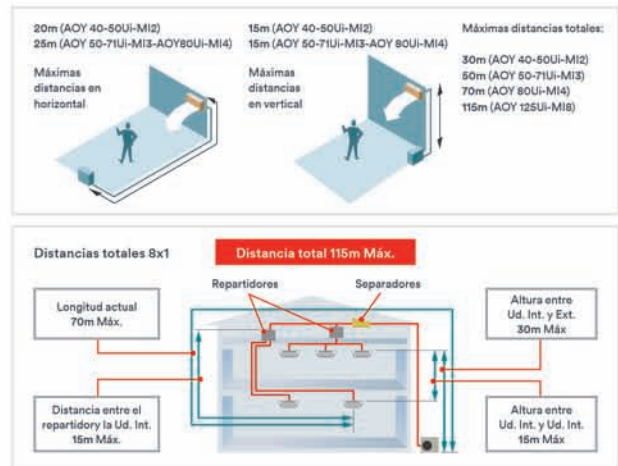 20m (AOY 40-50Ui-MI2)
25m (AOY 50-71Ui-MI3-AOY80Ui-MI4)
Máximas
distancias en
horizontal
15m (AOY 40-50Ui-MI2)
15m (AOY 50-71Ui-MI3-AOY 80Ui-MI4)
Máximas
distancias
en vertical
Máximas distancias totales:
30m (AOY 40-50Ui-MI2)
50m (AOY 50-71Ui-MI3)
70m (AOY 80Ui-MI4)
115m (AOY 125Ui-MI8)
Distancias totales 8x1
Distancia total 115m Máx.
Repartidores
Separadores
Longitud actual
70m Máx.
Distancia entre el
repartidory la Ud. Int.
15m Máx.
Altura entre
Ud. Int. y Ext.
30m Máx
Altura entre
Ud. Int. y Ud. Int.
15m Máx